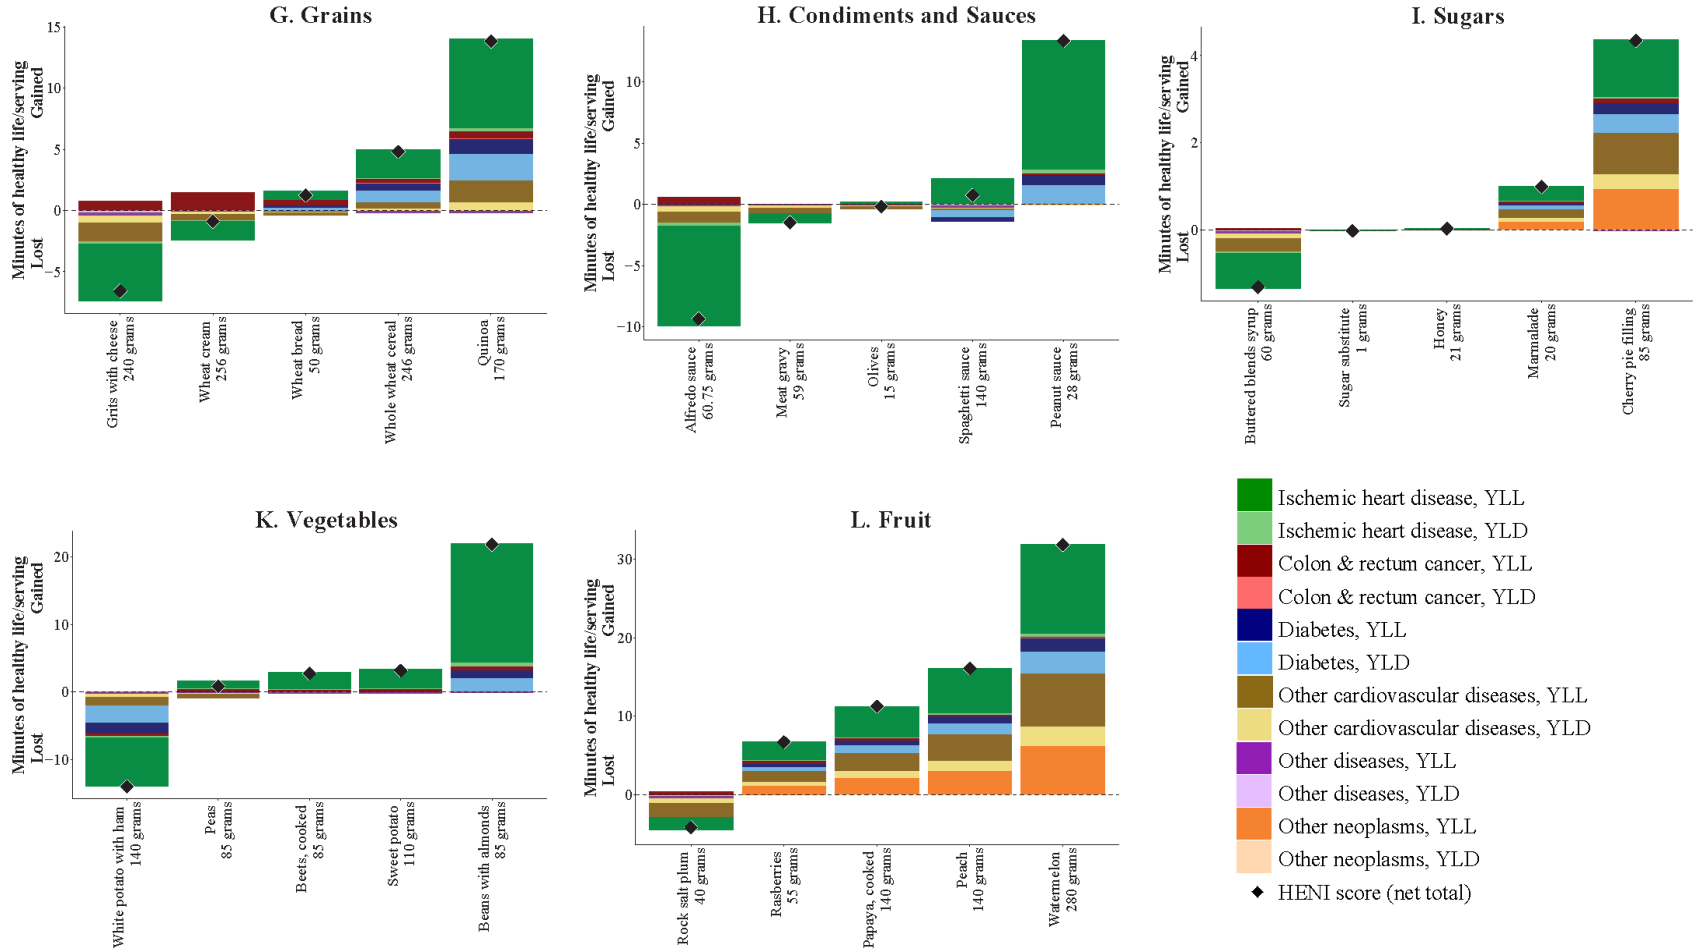 G. Grains
Minutes of healthy life/serving
Lost Gained
15
10
5
0
−5
Grits with cheese
240 grams
Wheat cream
256 grams
Wheat bread
50 grams
Whole wheat cereal
246 grams
Quinoa
170 grams
H. Condiments and Sauces
Minutes of healthy life/serving
Lost Gained
10
5
0
−5
−10
Alfredo sauce
60.75 grams
Meat gravy
59 grams
Olives
15 grams
Spaghetti sauce
140 grams
Peanut sauce
28 grams
I. Sugars
Minutes of healthy life/serving
Lost Gained
4
2
0
Buttered blends syrup
60 grams
Sugar substitute
1 grams
Honey
21 grams
Marmalade
20 grams
Cherry pie filling
85 grams
K. Vegetables
Minutes of healthy life/serving
Lost Gained
20
10
0
−10
White potato with ham
140 grams
Peas
85 grams
Beets, cooked
85 grams
Sweet potato
110 grams
Beans with almonds
85 grams
L. Fruit
Minutes of healthy life/serving
Lost Gained
30
20
10
0
Rock salt plum
40 grams
Rasberries
55 grams
Papaya, cooked
140 grams
Peach
140 grams
Watermelon
280 grams
Ischemic heart disease, YLL
Ischemic heart disease, YLD
Colon & rectum cancer, YLL
Colon & rectum cancer, YLD
Diabetes, YLL
Diabetes, YLD
Other cardiovascular diseases, YLL
Other cardiovascular diseases, YLD
Other diseases, YLL
Other diseases, YLD
Other neoplasms, YLL
Other neoplasms, YLD
HENI score (net total)